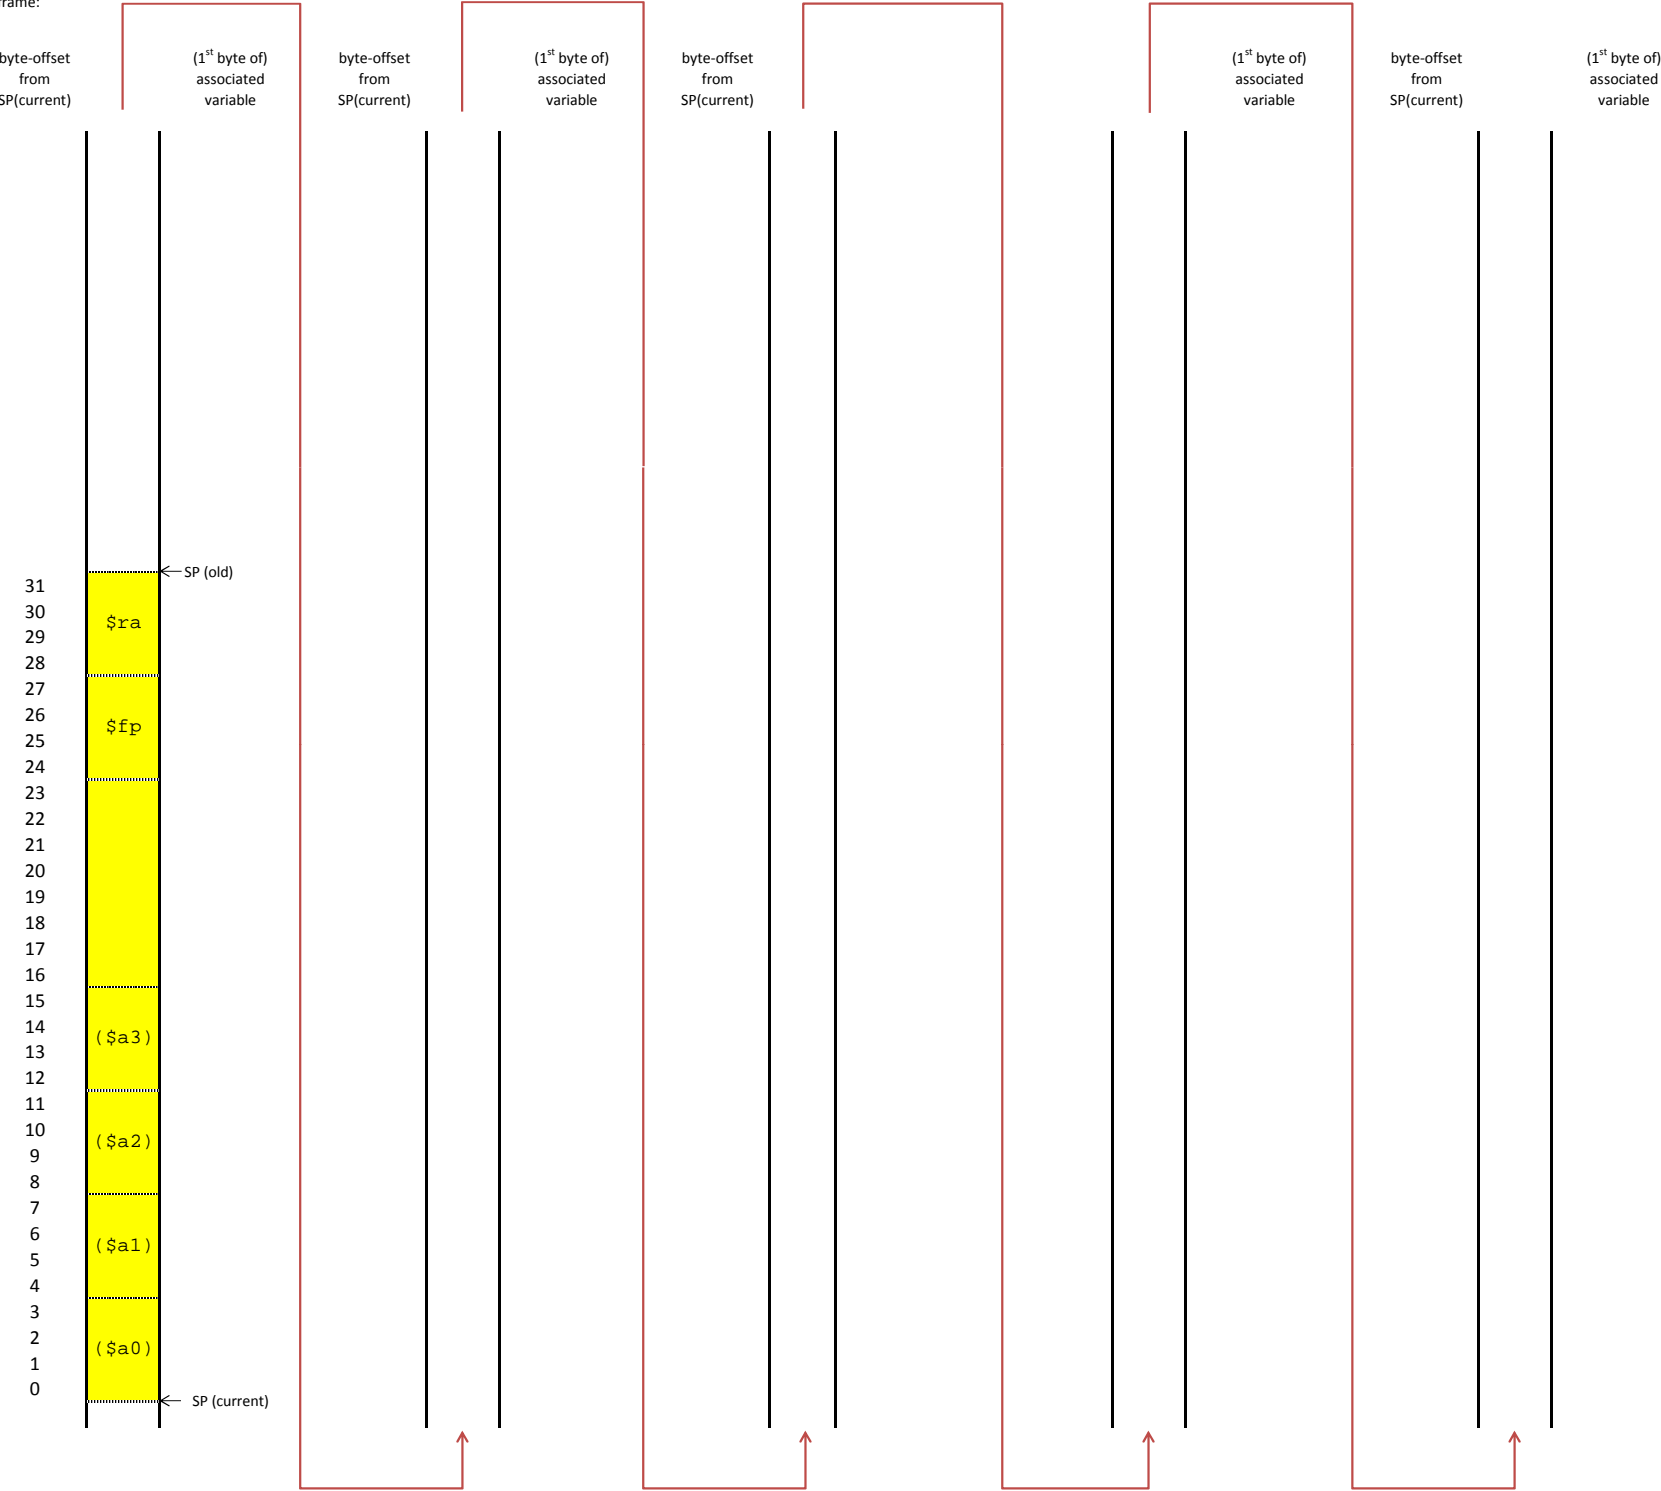 frame:
byte-offset
from
SP(current)
(1st byte of)
associated
variable
byte-offset
from
SP(current)
(1st byte of)
associated
variable
byte-offset
from
SP(current)
(1st byte of)
associated
variable
byte-offset
from
SP(current)
(1st byte of)
associated
variable
SP (old)
31
30
$ra
29
28
27
26
$fp
25
24
23
22
21
20
19
18
17
16
15
14
($a3)
13
12
11
10
($a2)
9
8
7
6
($a1)
5
4
3
2
($a0)
1
0
SP (current)